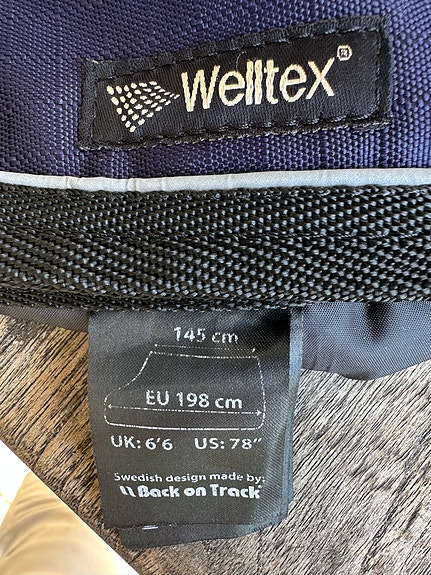 Welltex®
145 cm
EU 198 cm
UK: 6'6 US: 78"
Swedish design made by:
Back on Track